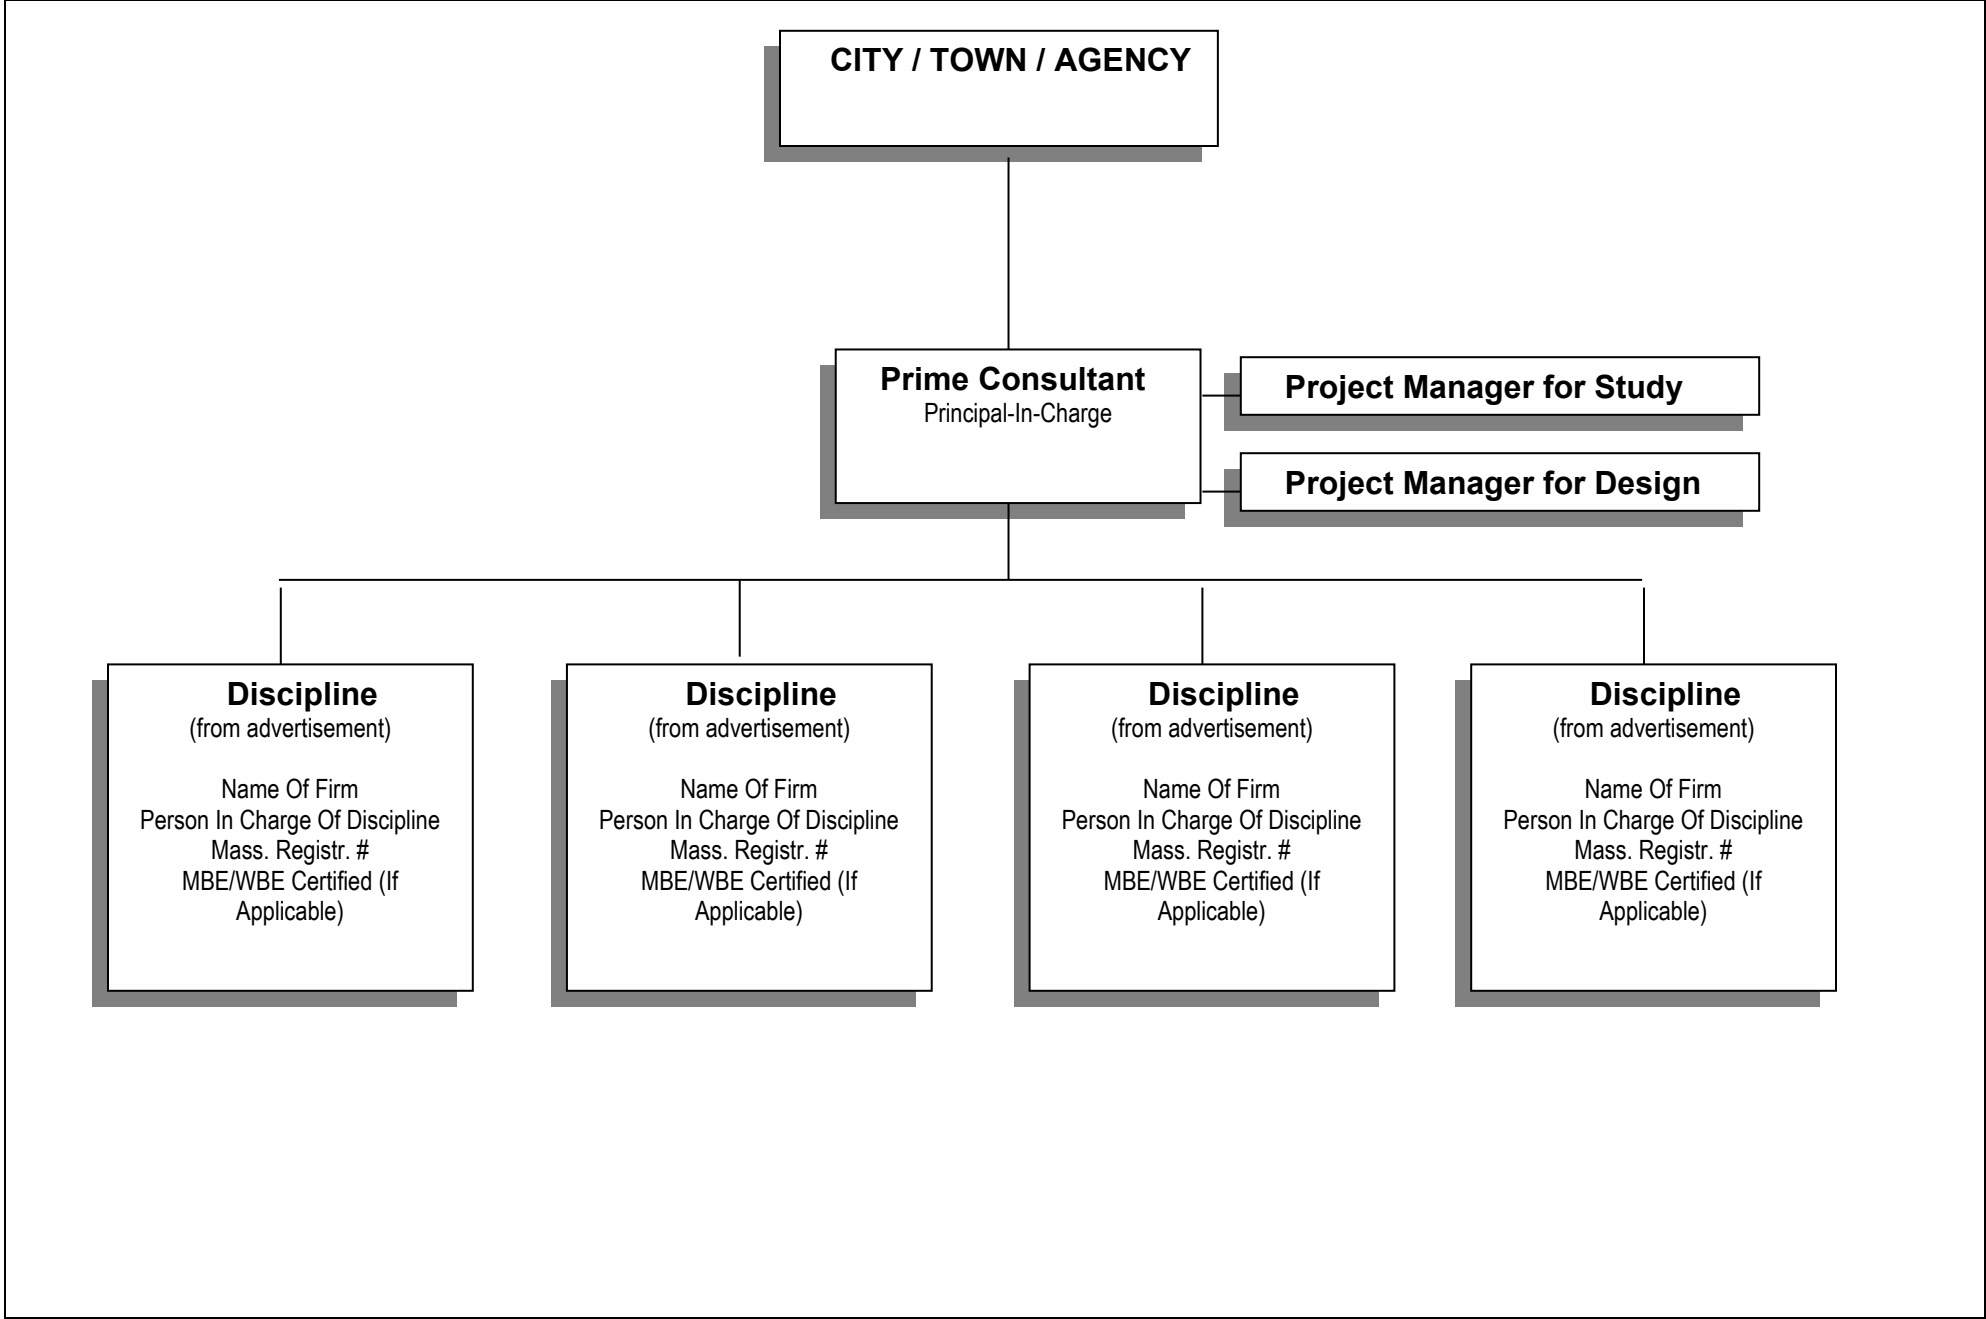 CITY / TOWN / AGENCY
Prime Consultant
Principal-In-Charge
Project Manager for Study
Project Manager for Design
Discipline
(from advertisement)
Name Of Firm
Person In Charge Of Discipline
Mass. Registr. #
MBE/WBE Certified (If
Applicable)
Discipline
(from advertisement)
Name Of Firm
Person In Charge Of Discipline
Mass. Registr. #
MBE/WBE Certified (If
Applicable)
Discipline
(from advertisement)
Name Of Firm
Person In Charge Of Discipline
Mass. Registr. #
MBE/WBE Certified (If
Applicable)
Discipline
(from advertisement)
Name Of Firm
Person In Charge Of Discipline
Mass. Registr. #
MBE/WBE Certified (If
Applicable)